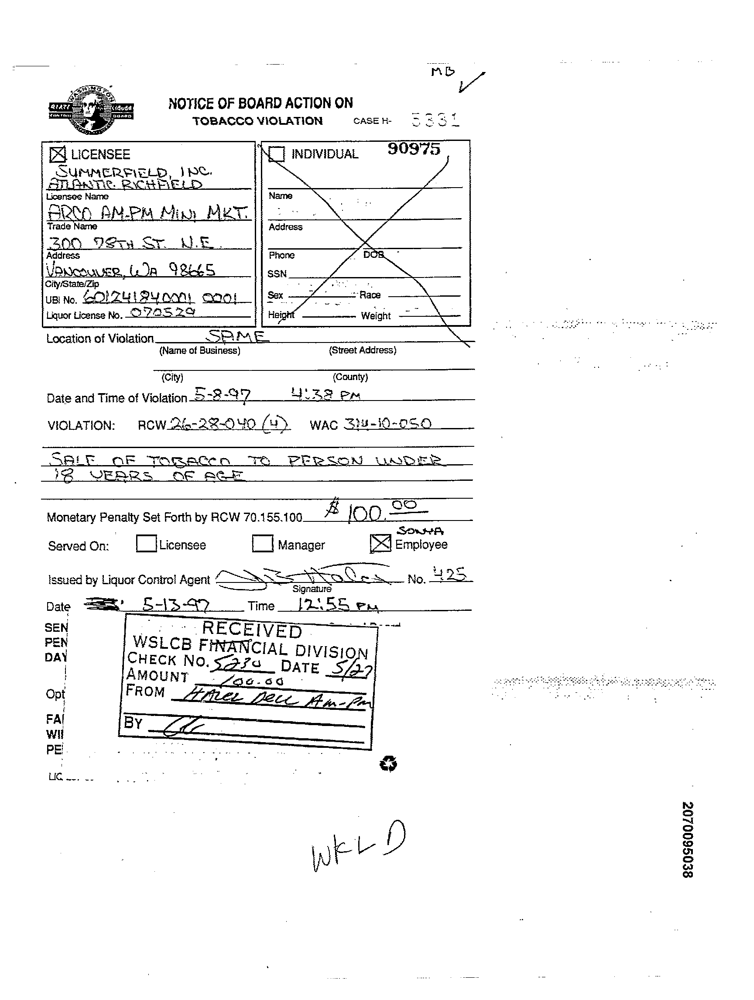 MB
WASHINGTON
STATE LIQUOR
CONTROL BOARD
NOTICE OF BOARD ACTION ON
TOBACCO VIOLATION CASE H- 5331
LICENSEE
SUMMERFIELD, INC.
ATLANTIC RICHFIELD
Licensee Name
ARCO AM-PM MINI MKT.
Trade Name
300 78TH ST. N.E.
Address
VANCOUVER, WA 98665
City/State/Zip
UBI No. 601241840001 0001
Liquor License No. 070529
INDIVIDUAL 90975
Name
Address
Phone DOB
SSN
Sex Race
Height Weight
Location of Violation SAME
(Name of Business) (Street Address)
(City) (County)
Date and Time of Violation 5-8-97 4:38 PM
VIOLATION: RCW 26-28-040 (4) WAC 314-10-050
SALE OF TOBACCO TO PERSON UNDER
18 YEARS OF AGE
Monetary Penalty Set Forth by RCW 70.155.100 $100.00
SONYA
Served On: Licensee Manager Employee
Issued by Liquor Control Agent No. 425
Signature
Date 5-13-97 Time 12:55 PM
SEN
PEN
DAY
Opt
FAI
WII
PE
LIC
RECEIVED
WSLCB FINANCIAL DIVISION
CHECK NO. 5230 DATE 5/27
AMOUNT 100.00
FROM Hazel Dell Am-Pm
BY
WKLD
2070095038